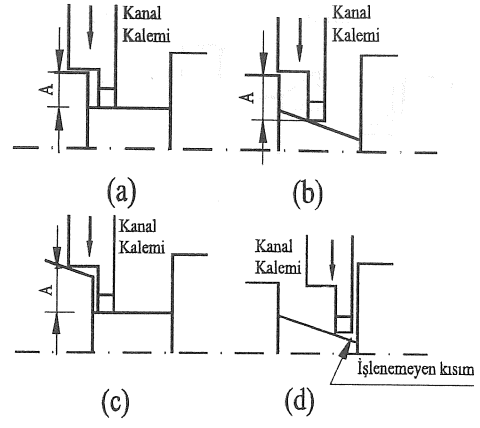 Kanal
Kalemi
A
(a)
Kanal
Kalemi
A
(b)
Kanal
Kalemi
A
(c)
Kanal
Kalemi
(d)
İşlenemeyen kısım